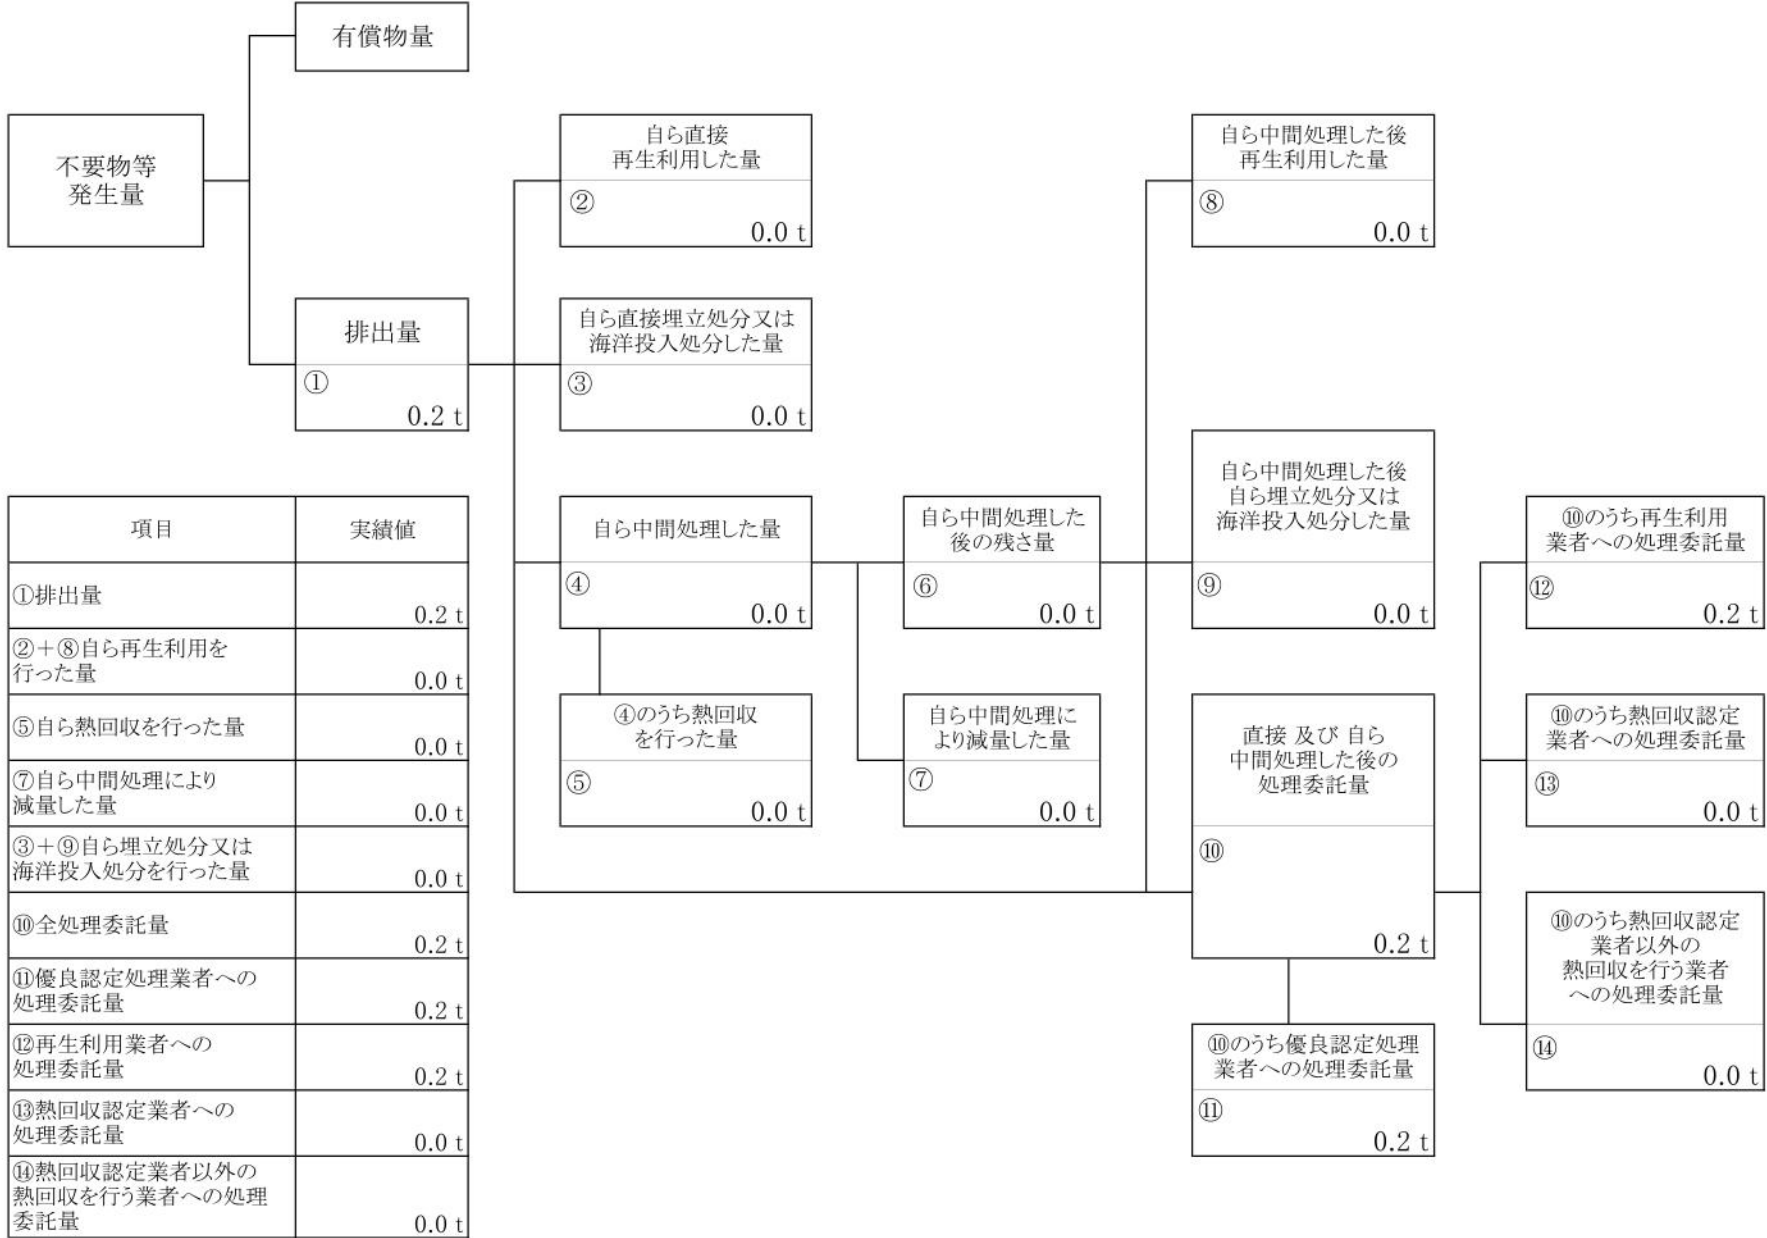 有償物量
不要物等
発生量
排出量
①
0.2 t
自ら直接
再生利用した量
②
0.0 t
自ら直接埋立処分又は
海洋投入処分した量
③
0.0 t
自ら中間処理した量
④
0.0 t
④のうち熱回収
を行った量
⑤
0.0 t
自ら中間処理した
後の残さ量
⑥
0.0 t
自ら中間処理に
より減量した量
⑦
0.0 t
自ら中間処理した後
再生利用した量
⑧
0.0 t
自ら中間処理した後
自ら埋立処分又は
海洋投入処分した量
⑨
0.0 t
直接 及び 自ら
中間処理した後の
処理委託量
⑩
0.2 t
⑩のうち優良認定処理
業者への処理委託量
⑪
0.2 t
⑩のうち再生利用
業者への処理委託量
⑫
0.2 t
⑩のうち熱回収認定
業者への処理委託量
⑬
0.0 t
⑩のうち熱回収認定
業者以外の
熱回収を行う業者
への処理委託量
⑭
0.0 t
項目 実績値
①排出量
0.2 t
②＋⑧自ら再生利用を
行った量
0.0 t
⑤自ら熱回収を行った量
0.0 t
⑦自ら中間処理により
減量した量
0.0 t
③＋⑨自ら埋立処分又は
海洋投入処分を行った量
0.0 t
⑩全処理委託量
0.2 t
⑪優良認定処理業者への
処理委託量
0.2 t
⑫再生利用業者への
処理委託量
0.2 t
⑬熱回収認定業者への
処理委託量
0.0 t
⑭熱回収認定業者以外の
熱回収を行う業者への処理
委託量
0.0 t